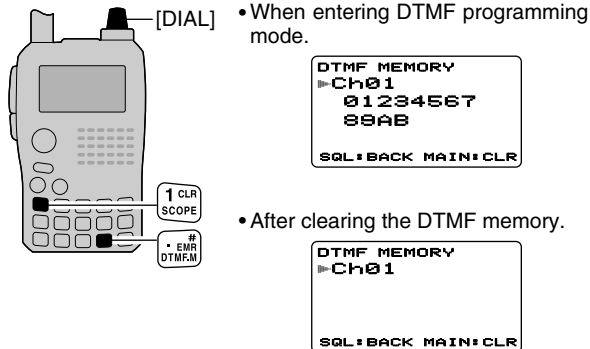 [DIAL]
1 CLR
SCOPE
#
. EMR
DTMF.M
• When entering DTMF programming
mode.
DTMF MEMORY
Ch01
01234567
89AB
SQL:BACK MAIN:CLR
• After clearing the DTMF memory.
DTMF MEMORY
Ch01
SQL:BACK MAIN:CLR